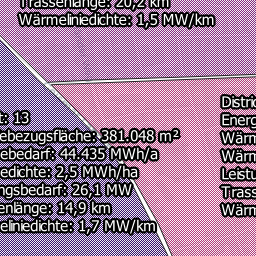 Trassenlänge: 20,2 km
Wärmeliniedichte: 1,5 MW/km
t: 13
ebezugsfläche: 381.048 m²
ebedarf: 44.435 MWh/a
edichte: 2,5 MWh/ha
ngsbedarf: 26,1 MW
enlänge: 14,9 km
eliniedichte: 1,7 MW/km
Distric
Energ
Wärm
Wärm
Leistu
Trass
Wärm